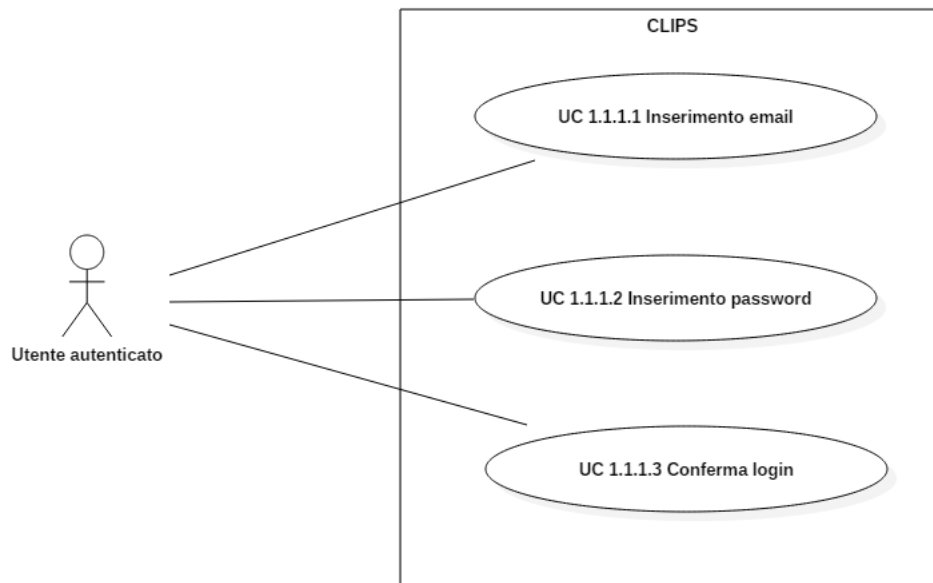 CLIPS
UC 1.1.1.1 Inserimento email
UC 1.1.1.2 Inserimento password
Utente autenticato
UC 1.1.1.3 Conferma login